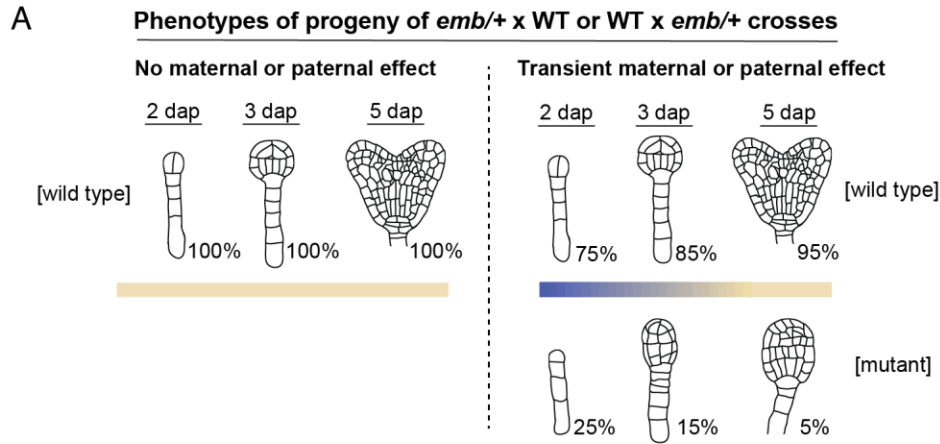 A
Phenotypes of progeny of emb/+ x WT or WT x emb/+ crosses
No maternal or paternal effect
2 dap 3 dap 5 dap
[wild type]
100% 100% 100%
Transient maternal or paternal effect
2 dap 3 dap 5 dap
[wild type]
75% 85% 95%
[mutant]
25% 15% 5%